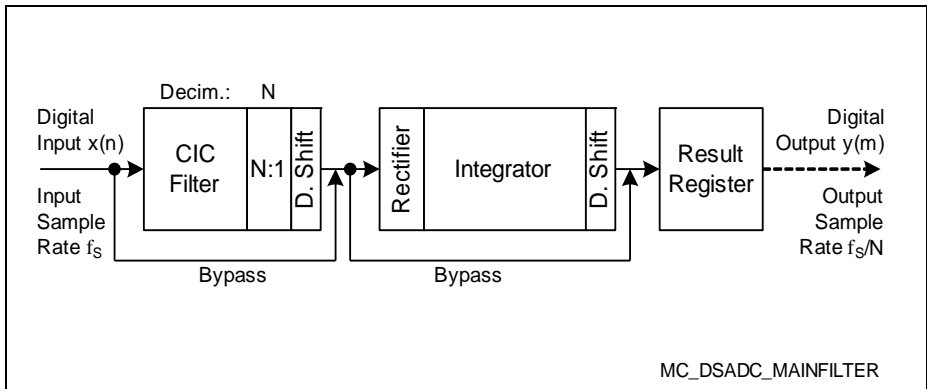 Decim.: N
Digital
Input x(n)
Input
Sample
Rate fS
CIC
Filter
N:1
D. Shift
Bypass
Rectifier
Integrator
D. Shift
Bypass
Result
Register
Digital
Output y(m)
Output
Sample
Rate fS/N
MC_DSADC_MAINFILTER